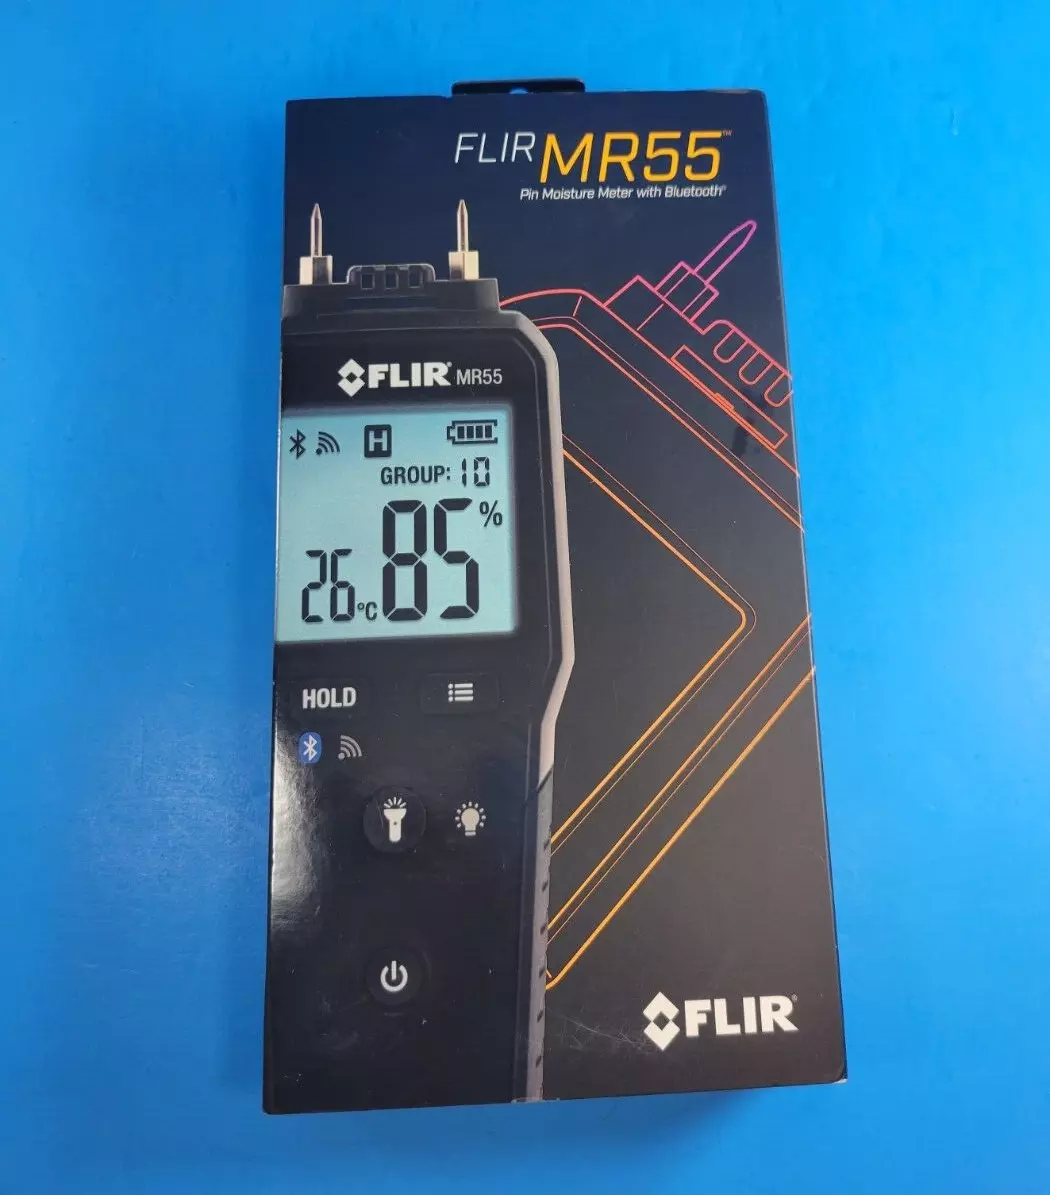 FLIR MR55™
Pin Moisture Meter with Bluetooth®
FLIR® MR55
H
GROUP: 10
85%
26°C
HOLD
FLIR®